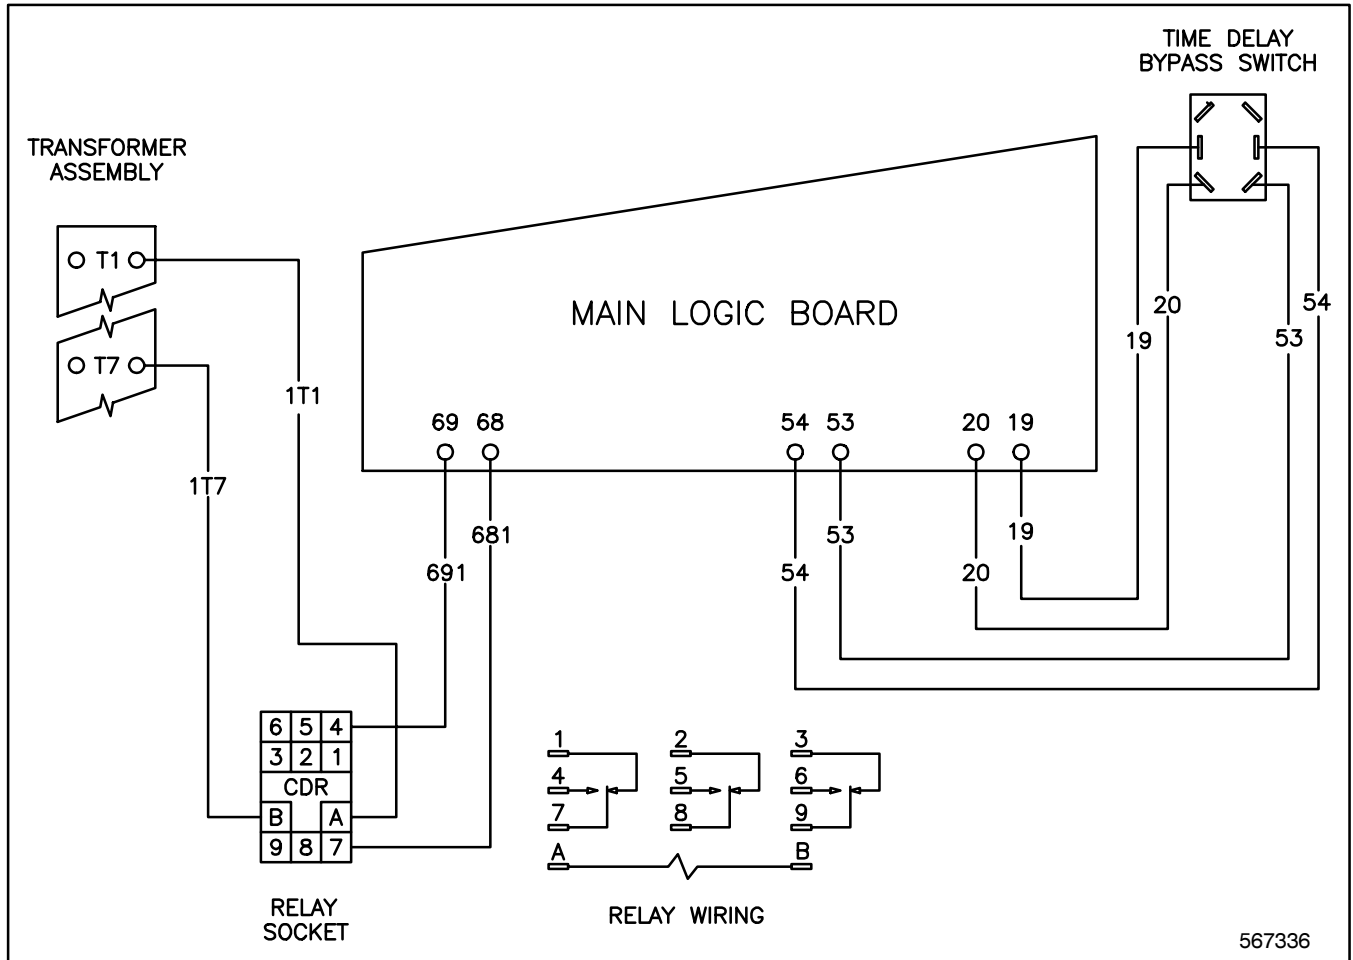 TIME DELAY
BYPASS SWITCH
TRANSFORMER
ASSEMBLY
T1
T7
MAIN LOGIC BOARD
54
20
53
19
1T1
69 68
54 53
20 19
1T7
681
53
19
691
54
20
6 5 4
3 2 1
CDR
B A
9 8 7
1 2 3
4 5 6
7 8 9
A B
RELAY
SOCKET
RELAY WIRING
567336